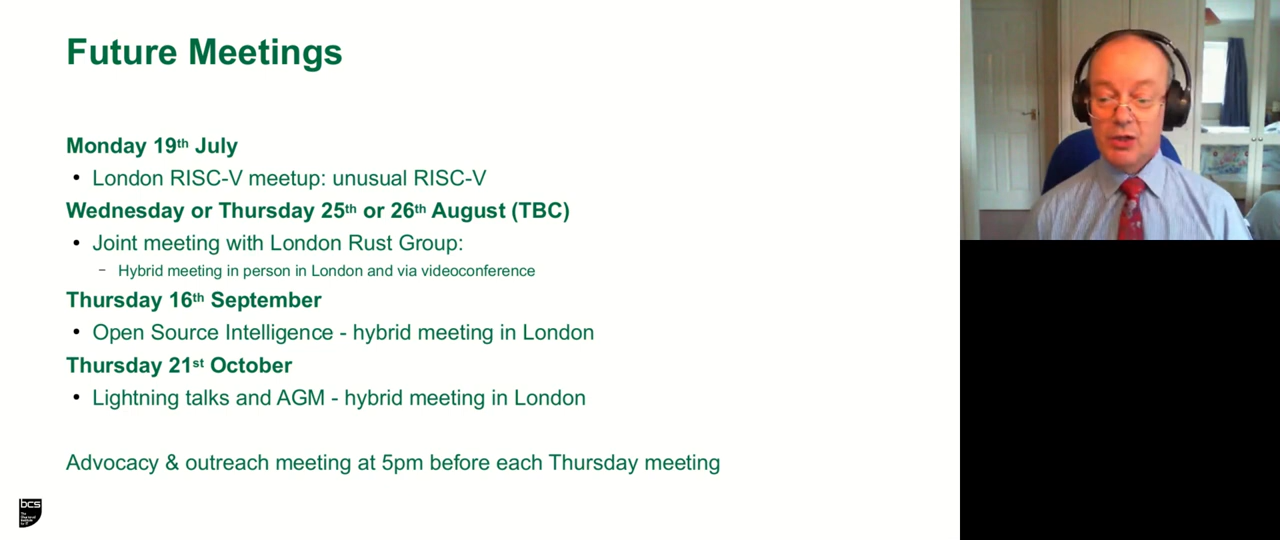 Future Meetings
Monday 19th July
• London RISC-V meetup: unusual RISC-V
Wednesday or Thursday 25th or 26th August (TBC)
• Joint meeting with London Rust Group:
– Hybrid meeting in person in London and via videoconference
Thursday 16th September
• Open Source Intelligence - hybrid meeting in London
Thursday 21st October
• Lightning talks and AGM - hybrid meeting in London
Advocacy & outreach meeting at 5pm before each Thursday meeting
bcs